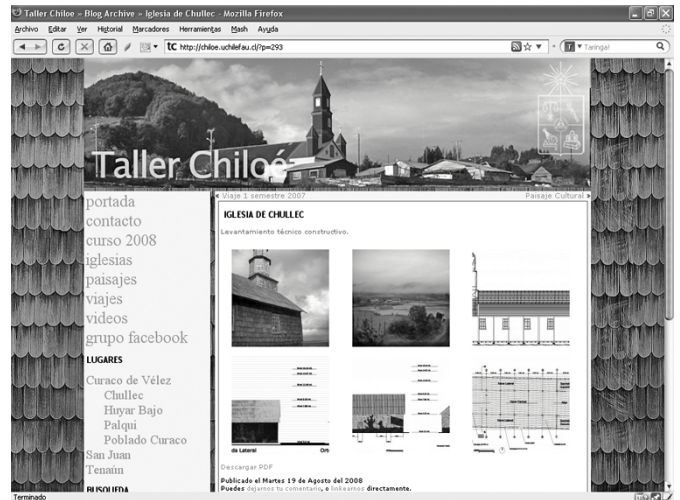 Taller Chiloe » Blog Archive » Iglesia de Chullec - Mozilla Firefox
Archivo Editar Ver Historial Marcadores Herramientas Mash Ayuda
tC http://chiloe.uchilefau.cl/?p=293
Taringa!
Taller Chiloé
portada
contacto
curso 2008
iglesias
paisajes
viajes
videos
grupo facebook
LUGARES
Curaco de Vélez
Chullec
Huyar Bajo
Palqui
Poblado Curaco
San Juan
Tenaún
BUSQUEDA
« Viaje 1 semestre 2007
Paisaje Cultural »
IGLESIA DE CHULLEC
Levantamiento técnico constructivo.
da Lateral
Ort
Descargar PDF
Publicado el Martes 19 de Agosto del 2008
Puedes dejarnos tu comentario, o linkearnos directamente.
Terminado